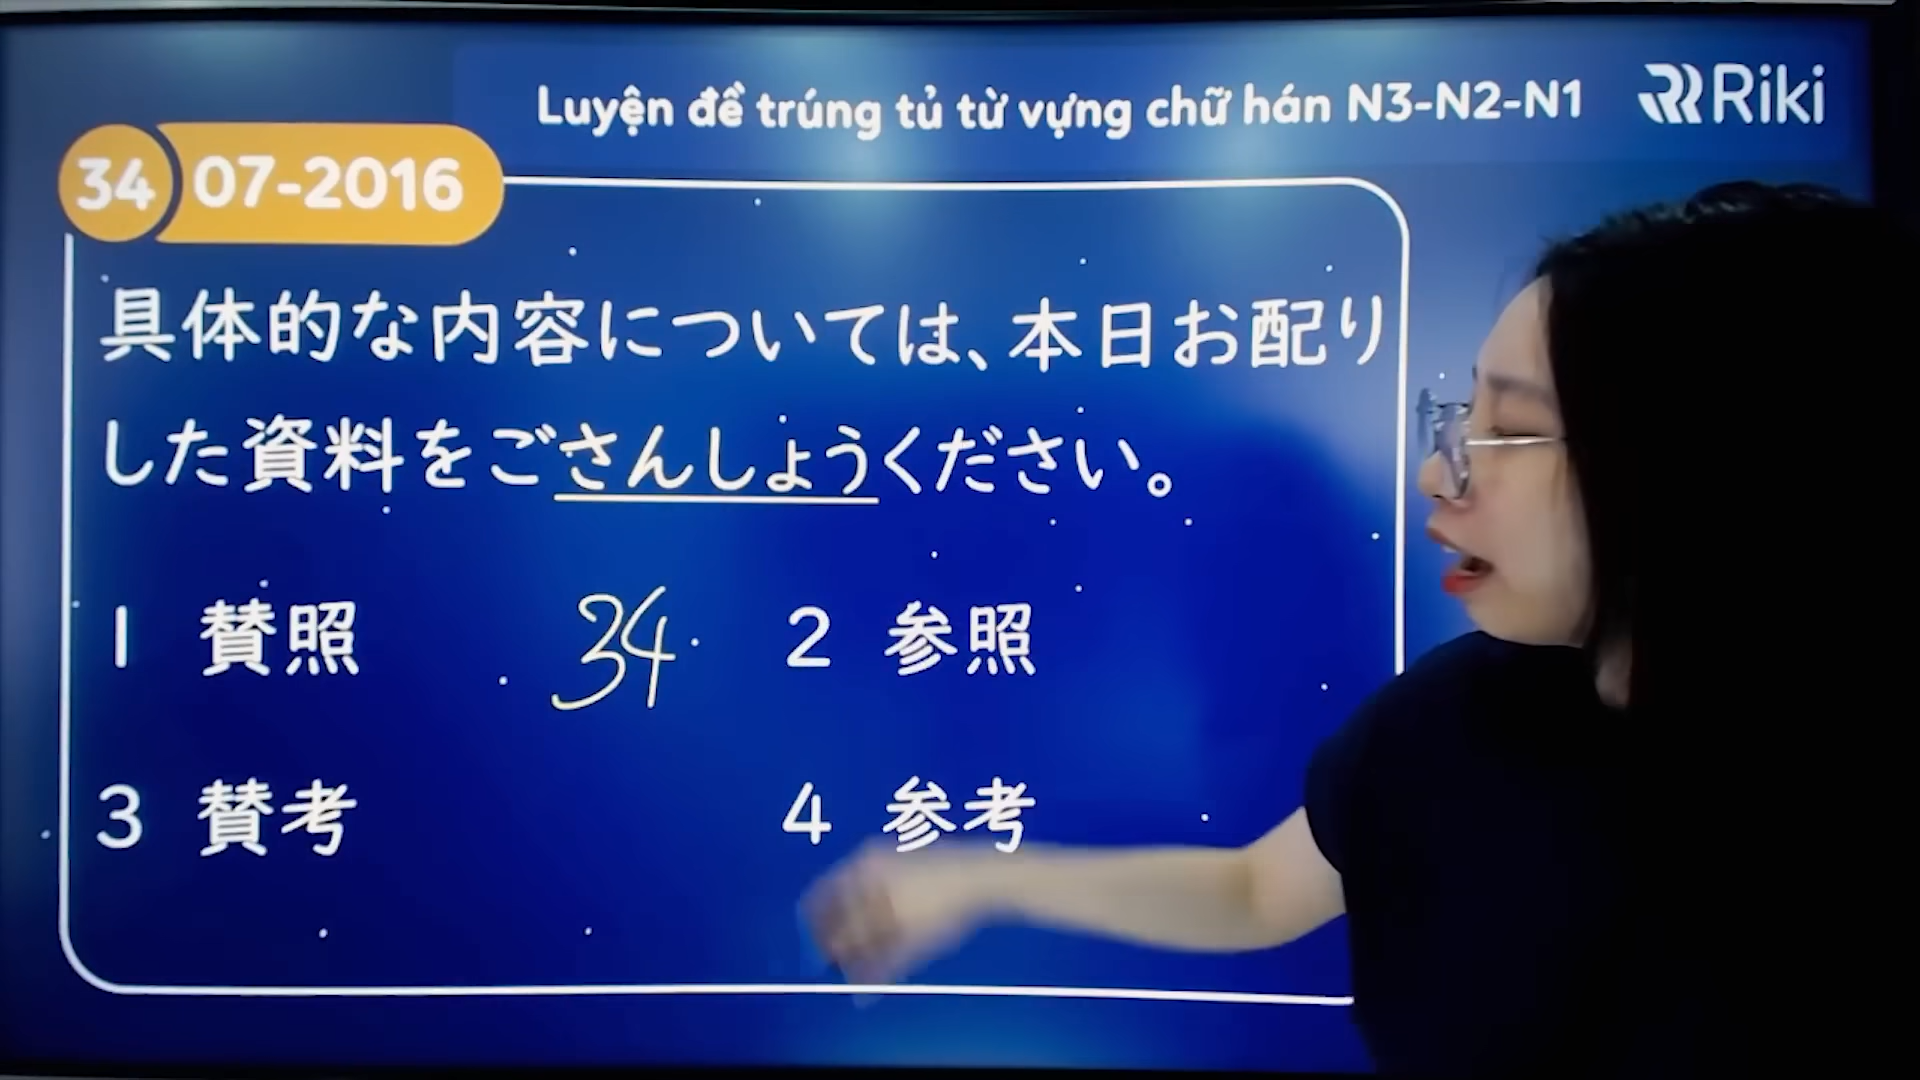 Luyện đề trúng tủ từ vựng chữ hán N3-N2-N1
Riki
34 07-2016
具体的な内容については、本日お配り
した資料をごさんしょうください。
1 賛照
34
2 参照
3 賛考
4 参考